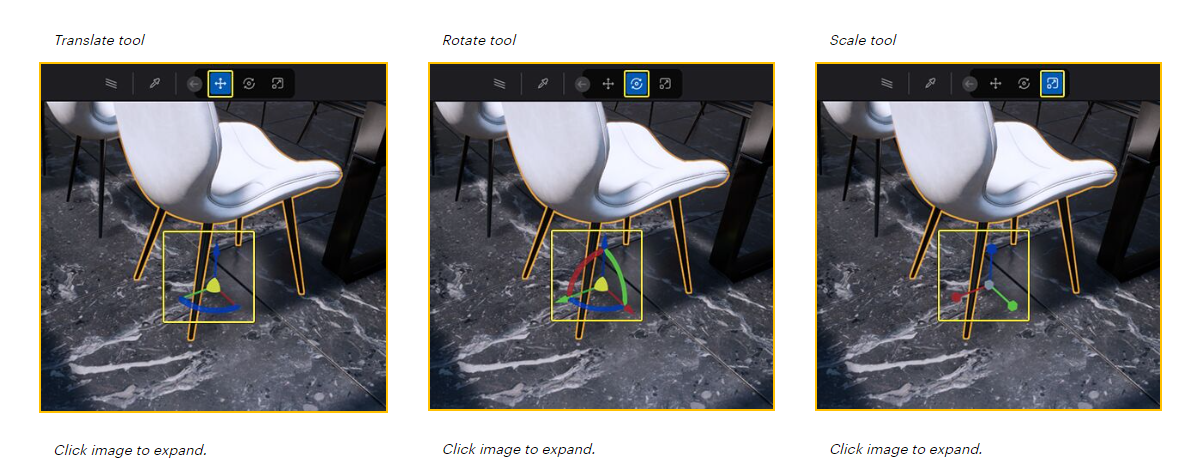 Translate tool
Rotate tool
Scale tool
Click image to expand.
Click image to expand.
Click image to expand.